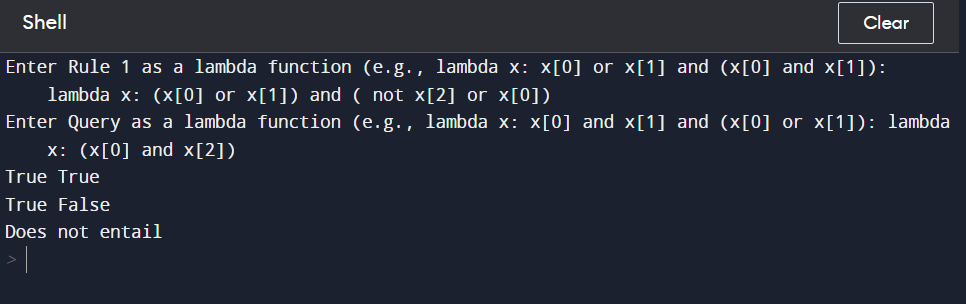 Shell
Clear
Enter Rule 1 as a lambda function (e.g., lambda x: x[0] or x[1] and (x[0] and x[1]):
lambda x: (x[0] or x[1]) and ( not x[2] or x[0])
Enter Query as a lambda function (e.g., lambda x: x[0] and x[1] and (x[0] or x[1]): lambda
x: (x[0] and x[2])
True True
True False
Does not entail
>